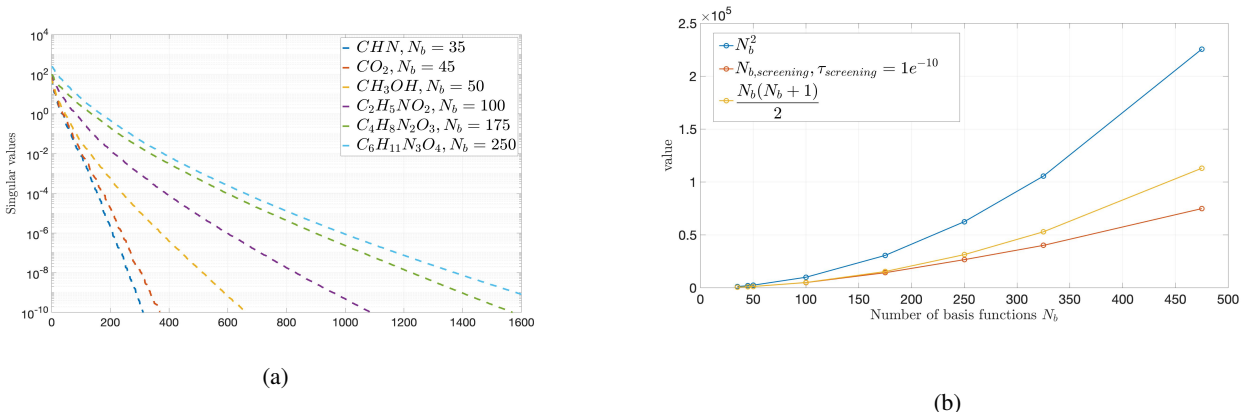 10^4
10^2
10^0
10^-2
10^-4
10^-6
10^-8
10^-10
Singular values
0 200 400 600 800 1000 1200 1400 1600
CHN, N_b = 35
CO_2, N_b = 45
CH_3OH, N_b = 50
C_2H_5NO_2, N_b = 100
C_4H_8N_2O_3, N_b = 175
C_6H_11N_3O_4, N_b = 250
(a)
×10^5
2.5
2
1.5
1
0.5
0
value
0 50 100 150 200 250 300 350 400 450 500
Number of basis functions N_b
N_b^2
N_b,screening, τ_screening = 1e^-10
N_b(N_b + 1)
2
(b)